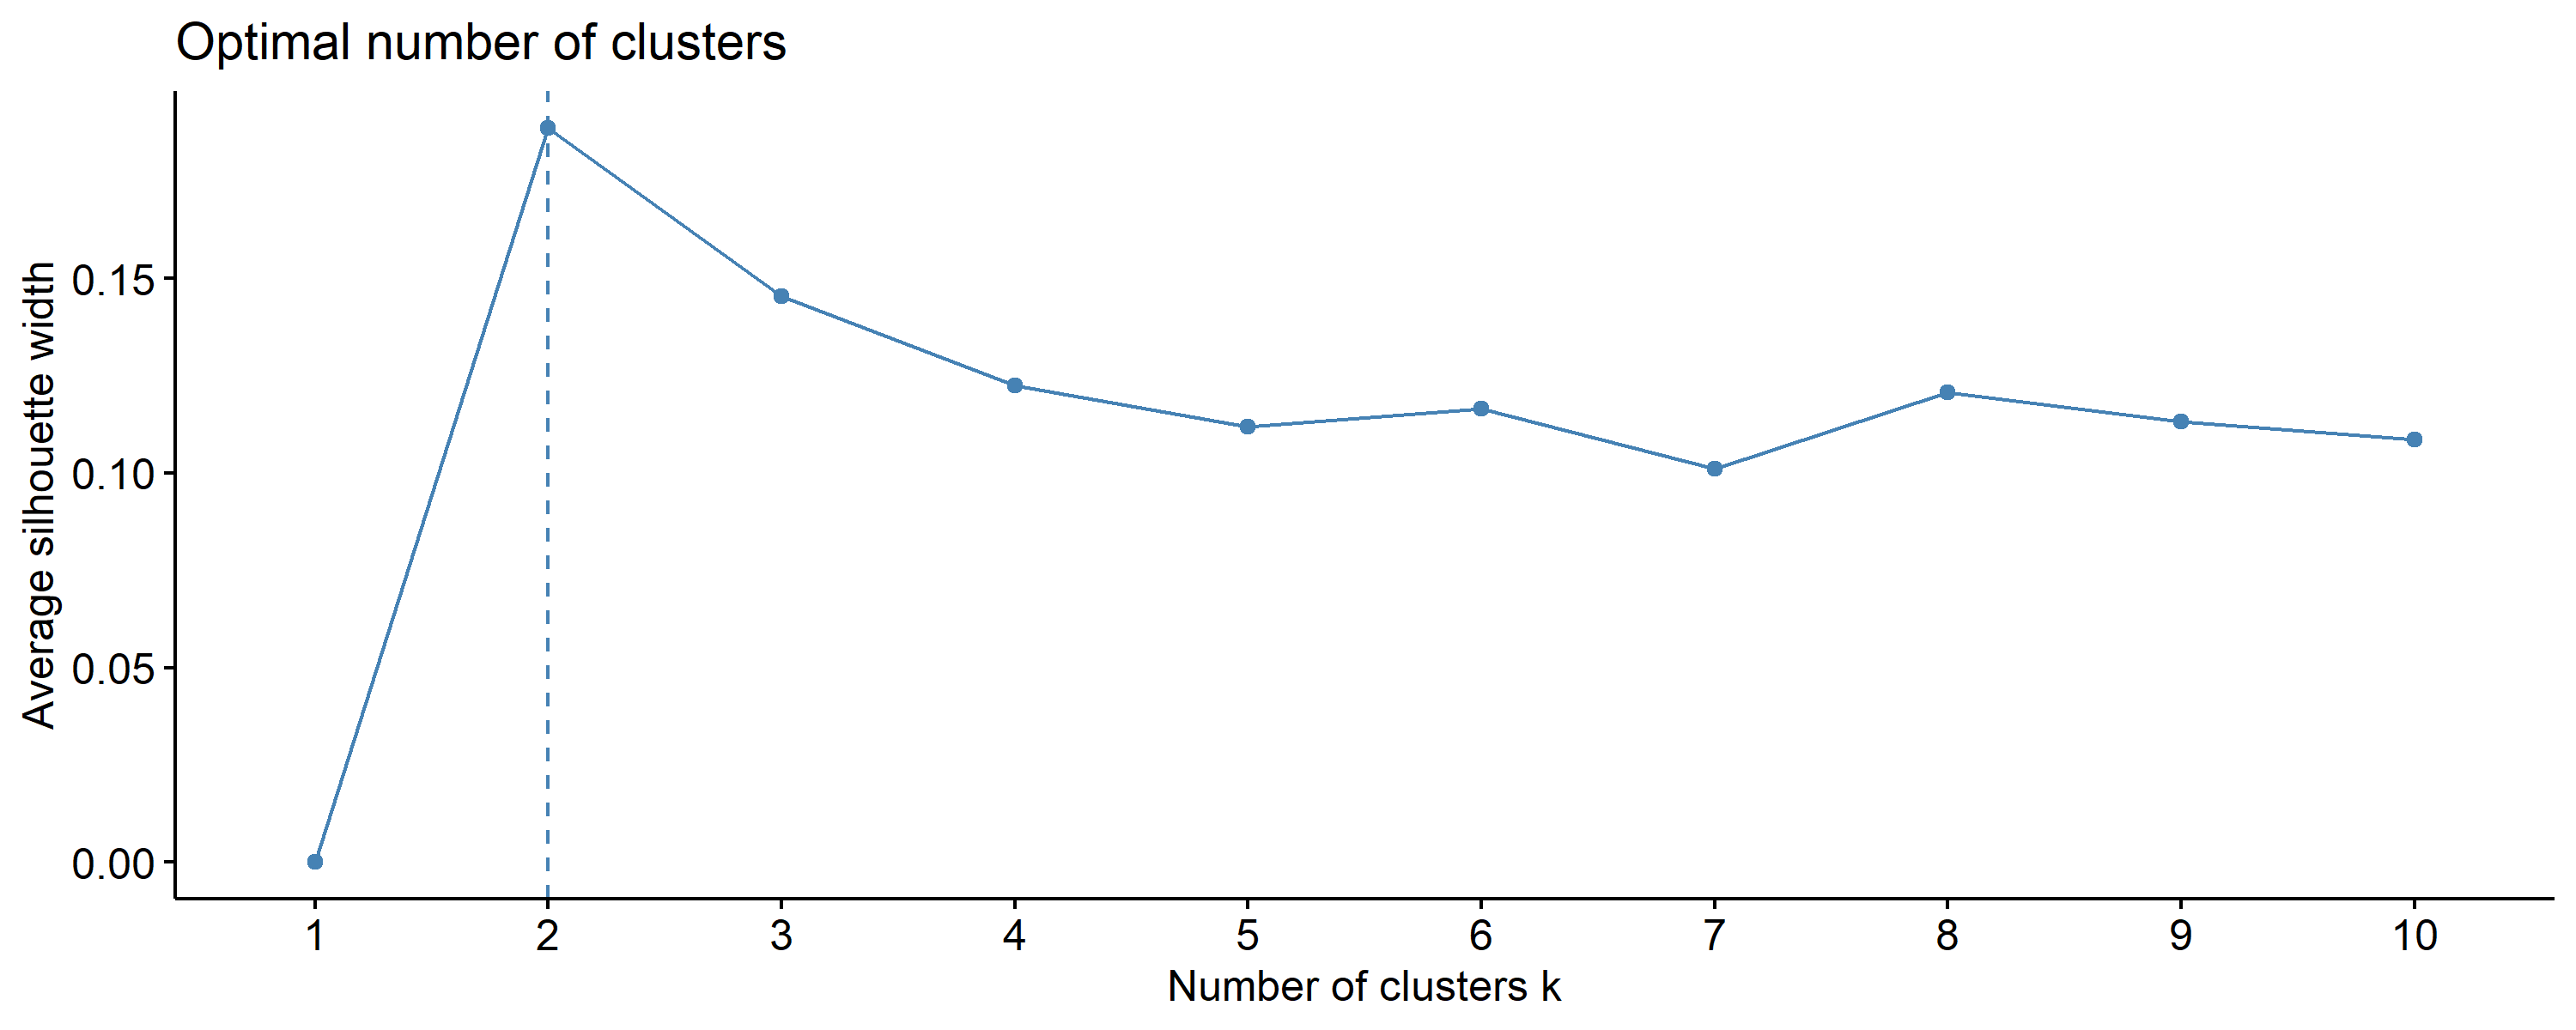 Optimal number of clusters
Average silhouette width
0.15
0.10
0.05
0.00
1 2 3 4 5 6 7 8 9 10
Number of clusters k